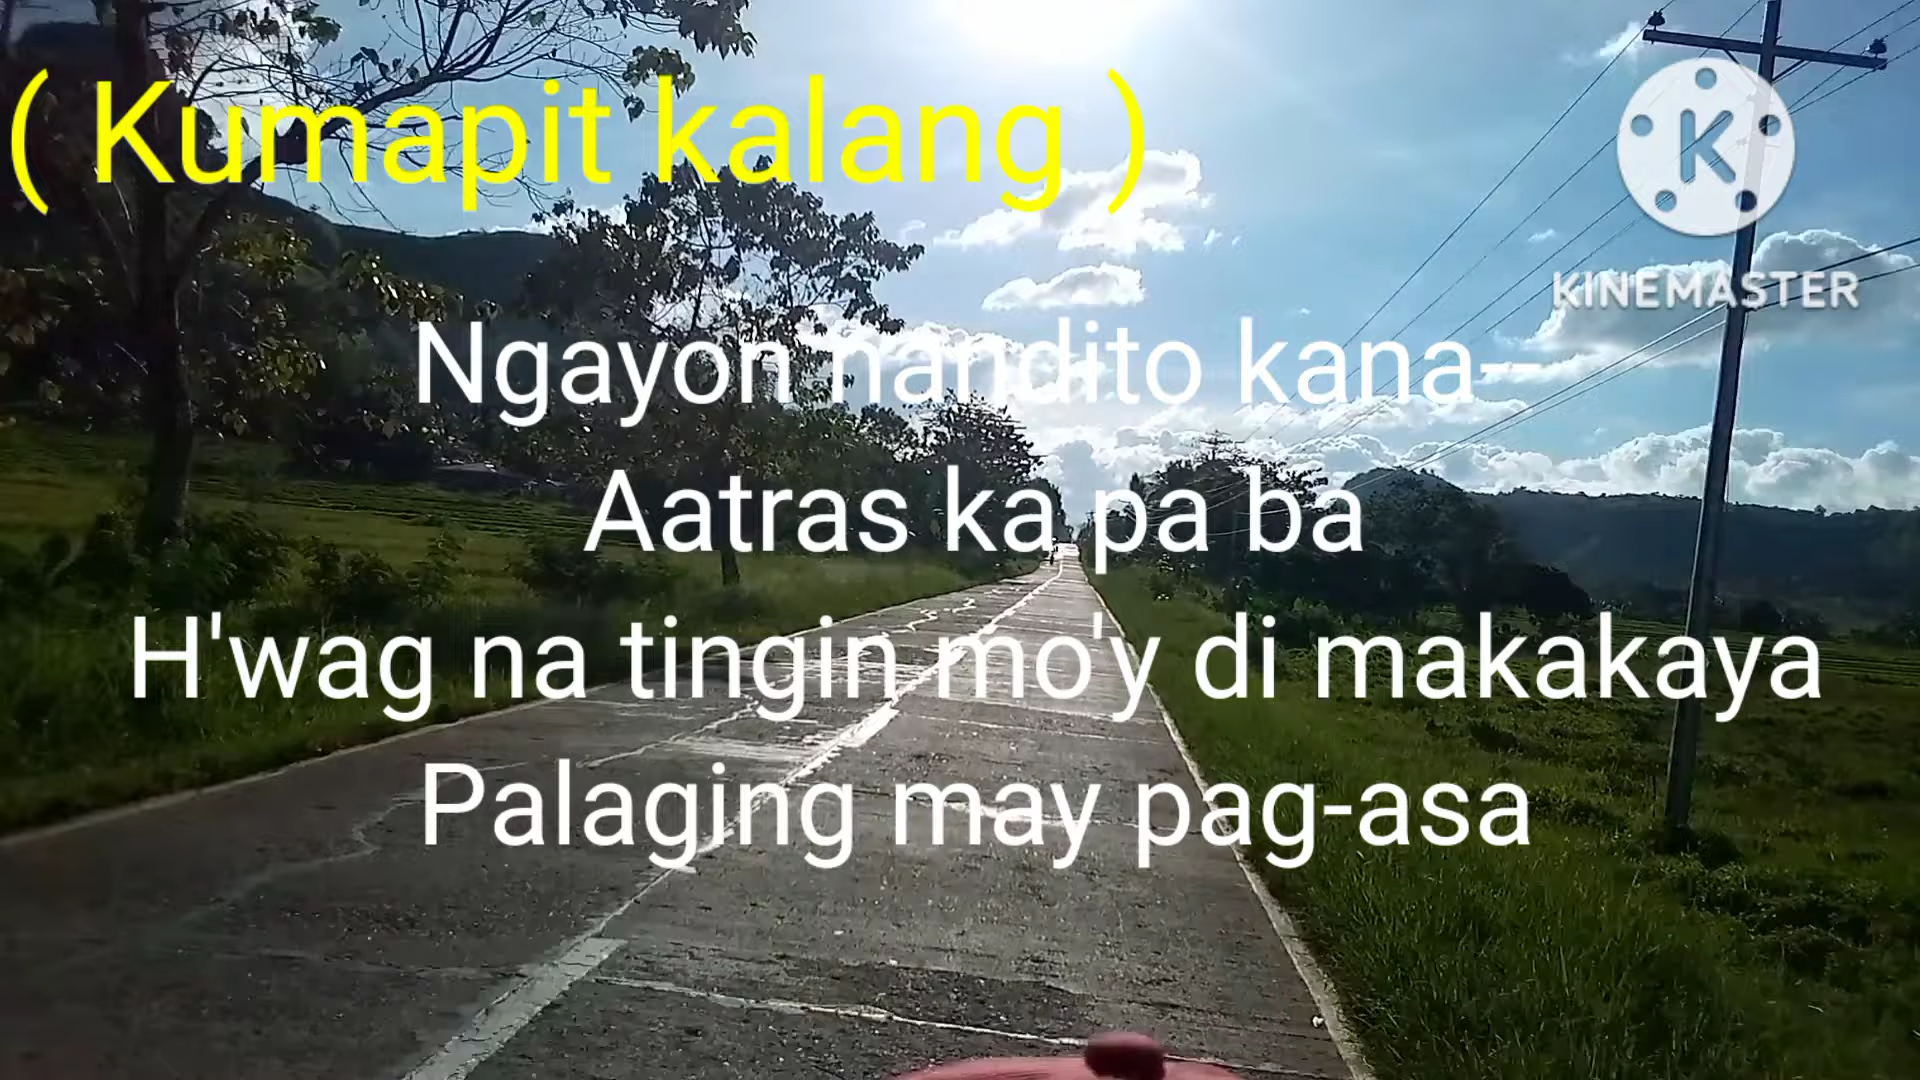 ( Kumapit kalang )
K
KINEMASTER
Ngayon nandito kana--
Aatras ka pa ba
H'wag na tingin mo'y di makakaya
Palaging may pag-asa